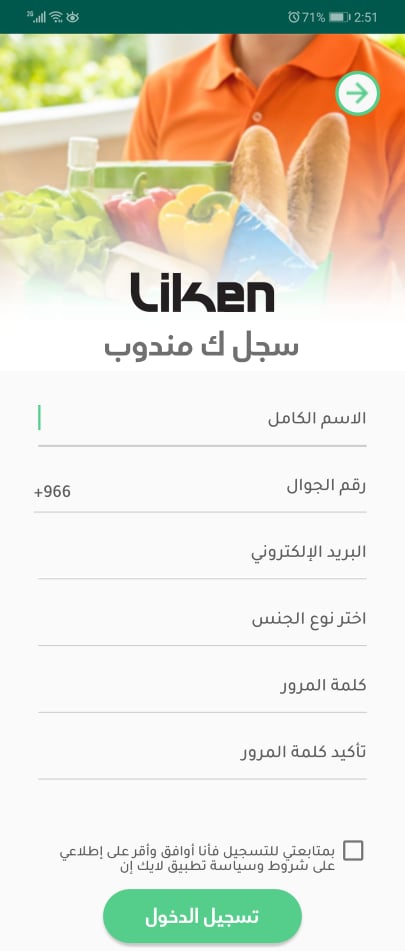 2G 71% 2:51
Liken
سجل ك مندوب
الاسم الكامل
رقم الجوال
+966
البريد الإلكتروني
اختر نوع الجنس
كلمة المرور
تأكيد كلمة المرور
بمتابعتي للتسجيل فأنا أوافق وأقر على إطلاعي
على شروط وسياسة تطبيق لايك إن
تسجيل الدخول